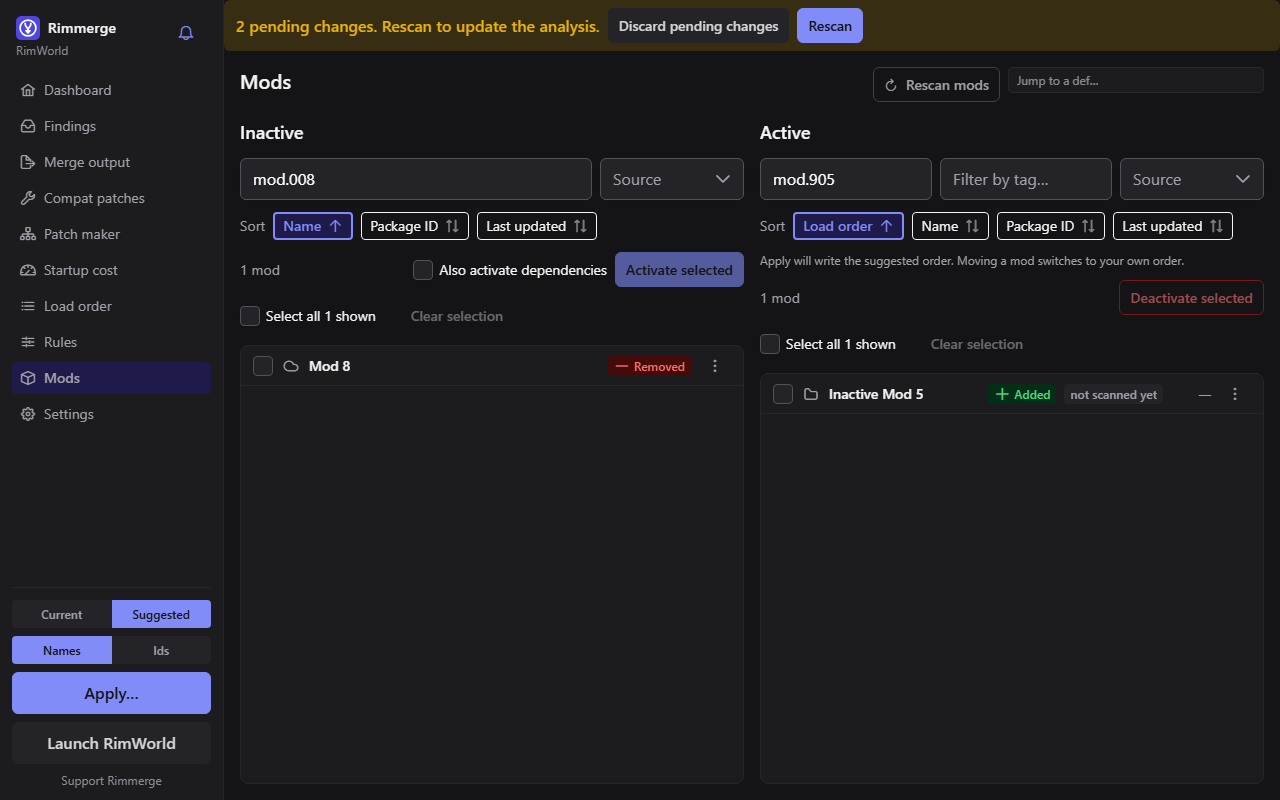 Rimmerge
RimWorld
Dashboard
Findings
Merge output
Compat patches
Patch maker
Startup cost
Load order
Rules
Mods
Settings
Current
Suggested
Names
Ids
Apply...
Launch RimWorld
Support Rimmerge
2 pending changes. Rescan to update the analysis.
Discard pending changes
Rescan
Mods
Rescan mods
Jump to a def...
Inactive
mod.008
Source
Sort
Name
Package ID
Last updated
1 mod
Also activate dependencies
Activate selected
Select all 1 shown
Clear selection
Mod 8
Removed
Active
mod.905
Filter by tag...
Source
Sort
Load order
Name
Package ID
Last updated
Apply will write the suggested order. Moving a mod switches to your own order.
1 mod
Deactivate selected
Select all 1 shown
Clear selection
Inactive Mod 5
Added
not scanned yet